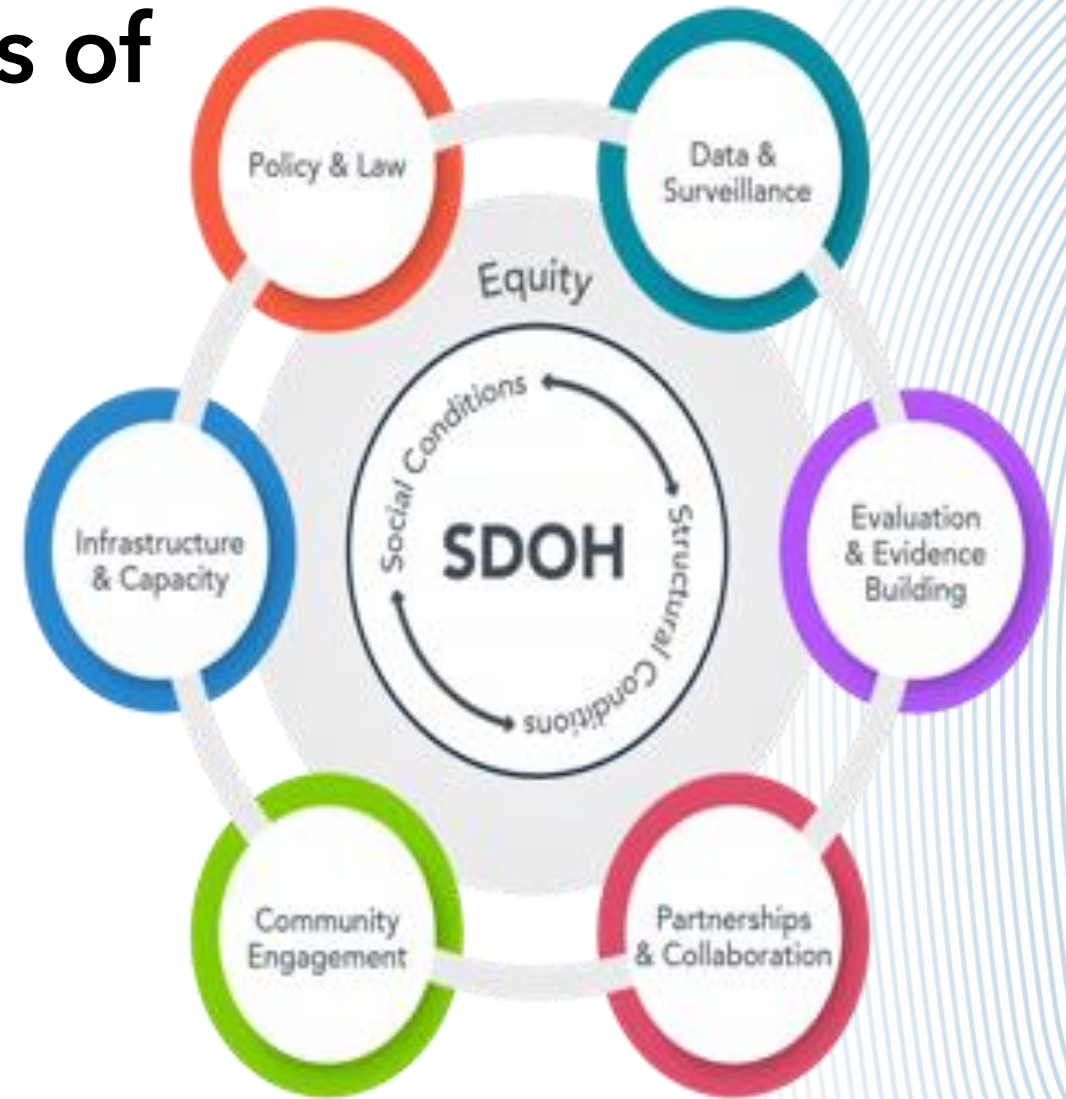 s of
Policy & Law
Data &
Surveillance
Equity
Social Conditions
SDOH
Structural Conditions
Infrastructure
& Capacity
Evaluation
& Evidence
Building
Community
Engagement
Partnerships
& Collaboration